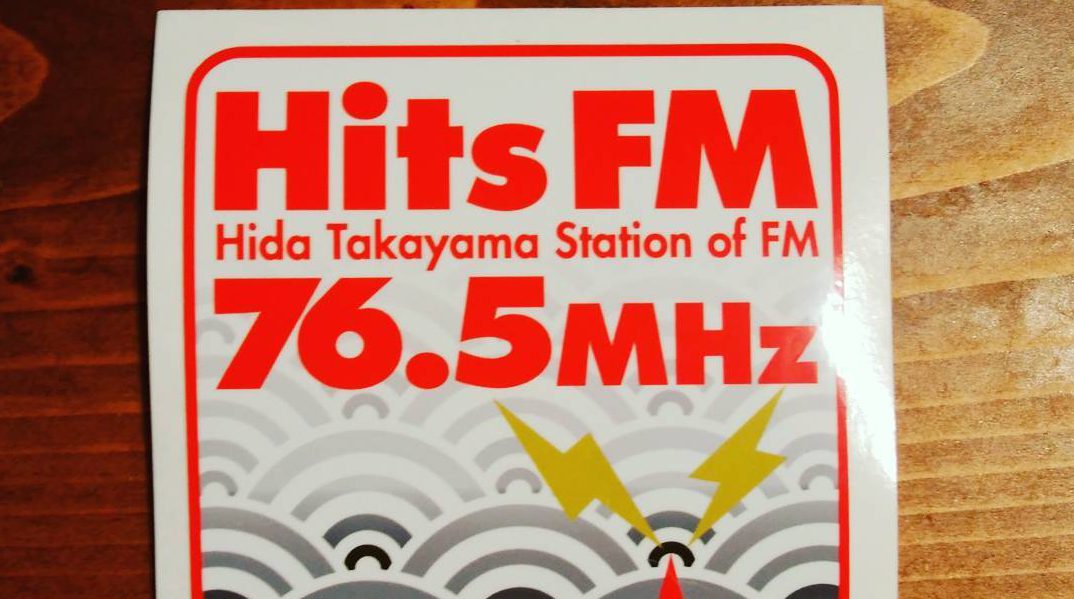 Hits FM
Hida Takayama Station of FM
76.5MHz